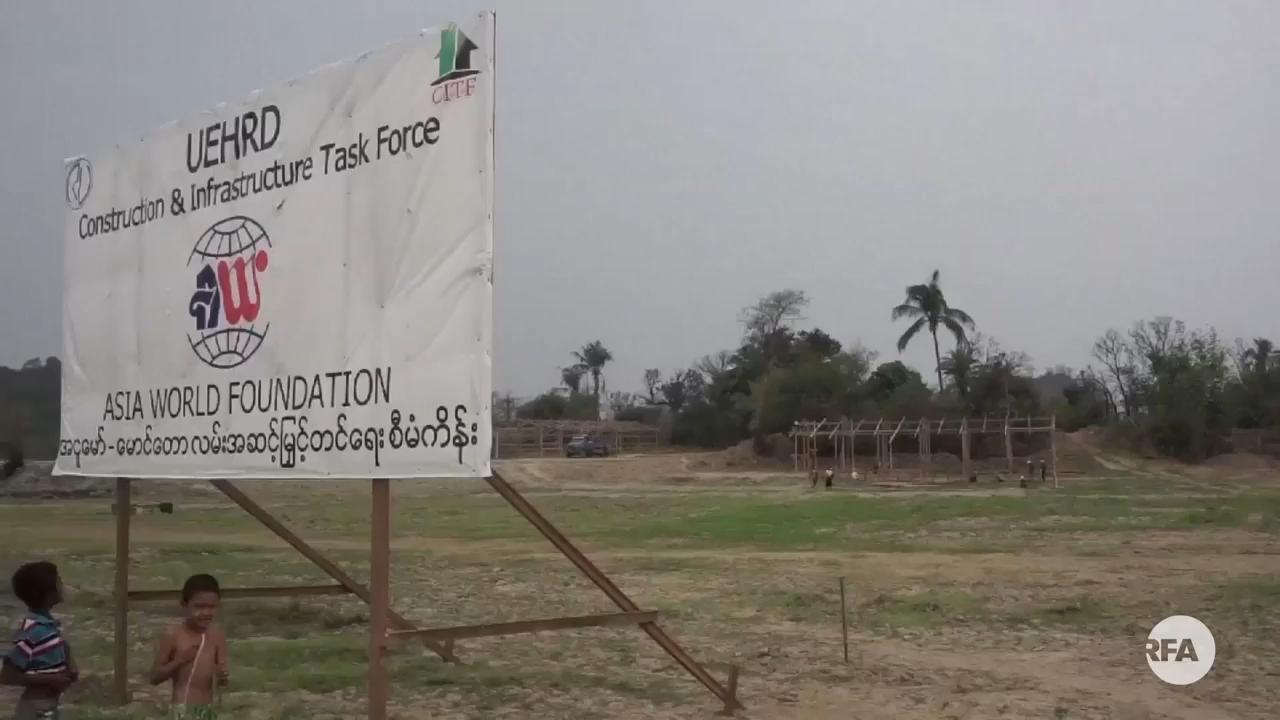 CITF
UEHRD
Construction & Infrastructure Task Force
aw
ASIA WORLD FOUNDATION
အငုမော် - မောင်တော လမ်းအဆင့်မြှင့်တင်ရေး စီမံကိန်း
RFA